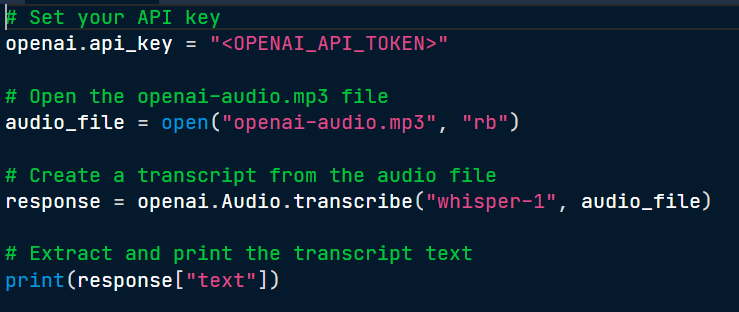 # Set your API key
openai.api_key = "<OPENAI_API_TOKEN>"
# Open the openai-audio.mp3 file
audio_file = open("openai-audio.mp3", "rb")
# Create a transcript from the audio file
response = openai.Audio.transcribe("whisper-1", audio_file)
# Extract and print the transcript text
print(response["text"])